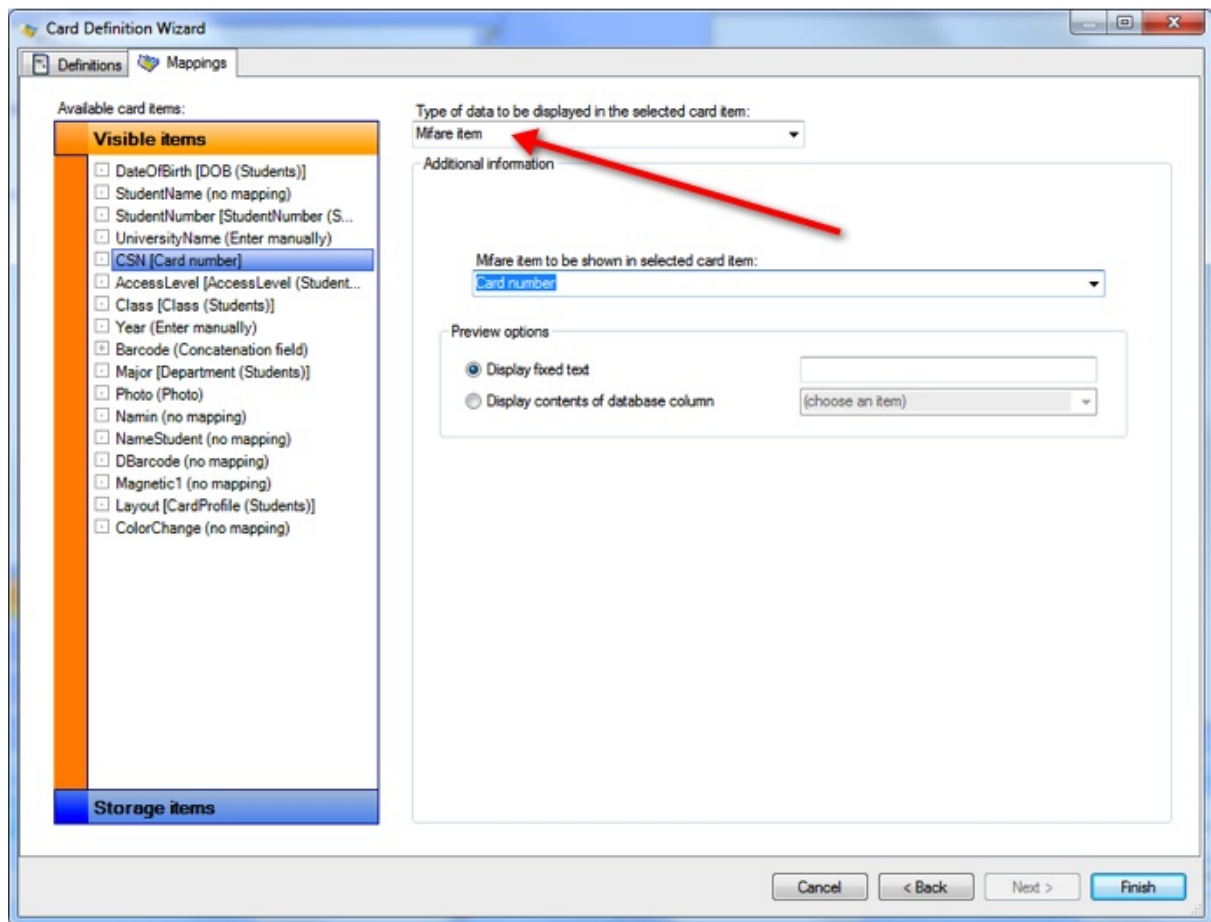 Card Definition Wizard
Definitions
Mappings
Available card items:
Visible items
DateOfBirth [DOB (Students)]
StudentName (no mapping)
StudentNumber [StudentNumber (S...
UniversityName (Enter manually)
CSN [Card number]
AccessLevel [AccessLevel (Student...
Class [Class (Students)]
Year (Enter manually)
Barcode (Concatenation field)
Major [Department (Students)]
Photo (Photo)
Namin (no mapping)
NameStudent (no mapping)
DBarcode (no mapping)
Magnetic1 (no mapping)
Layout [CardProfile (Students)]
ColorChange (no mapping)
Storage items
Type of data to be displayed in the selected card item:
Mifare item
Additional information
Mifare item to be shown in selected card item:
Card number
Preview options
Display fixed text
Display contents of database column
(choose an item)
Cancel
< Back
Next >
Finish